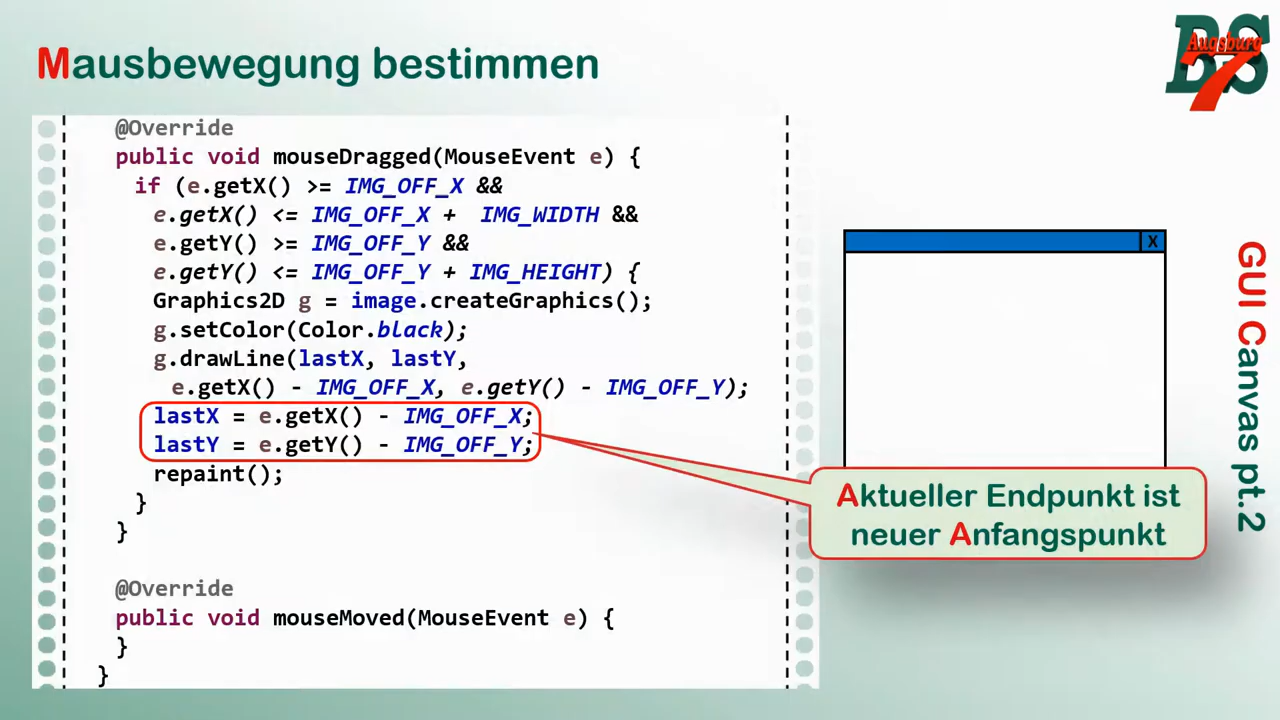 Mausbewegung bestimmen
BS
Augsburg
7
@Override
public void mouseDragged(MouseEvent e) {
if (e.getX() >= IMG_OFF_X &&
e.getX() <= IMG_OFF_X + IMG_WIDTH &&
e.getY() >= IMG_OFF_Y &&
e.getY() <= IMG_OFF_Y + IMG_HEIGHT) {
Graphics2D g = image.createGraphics();
g.setColor(Color.black);
g.drawLine(lastX, lastY,
e.getX() - IMG_OFF_X, e.getY() - IMG_OFF_Y);
lastX = e.getX() - IMG_OFF_X;
lastY = e.getY() - IMG_OFF_Y;
repaint();
}
}
@Override
public void mouseMoved(MouseEvent e) {
}
}
X
Aktueller Endpunkt ist
neuer Anfangspunkt
GUI Canvas pt.2